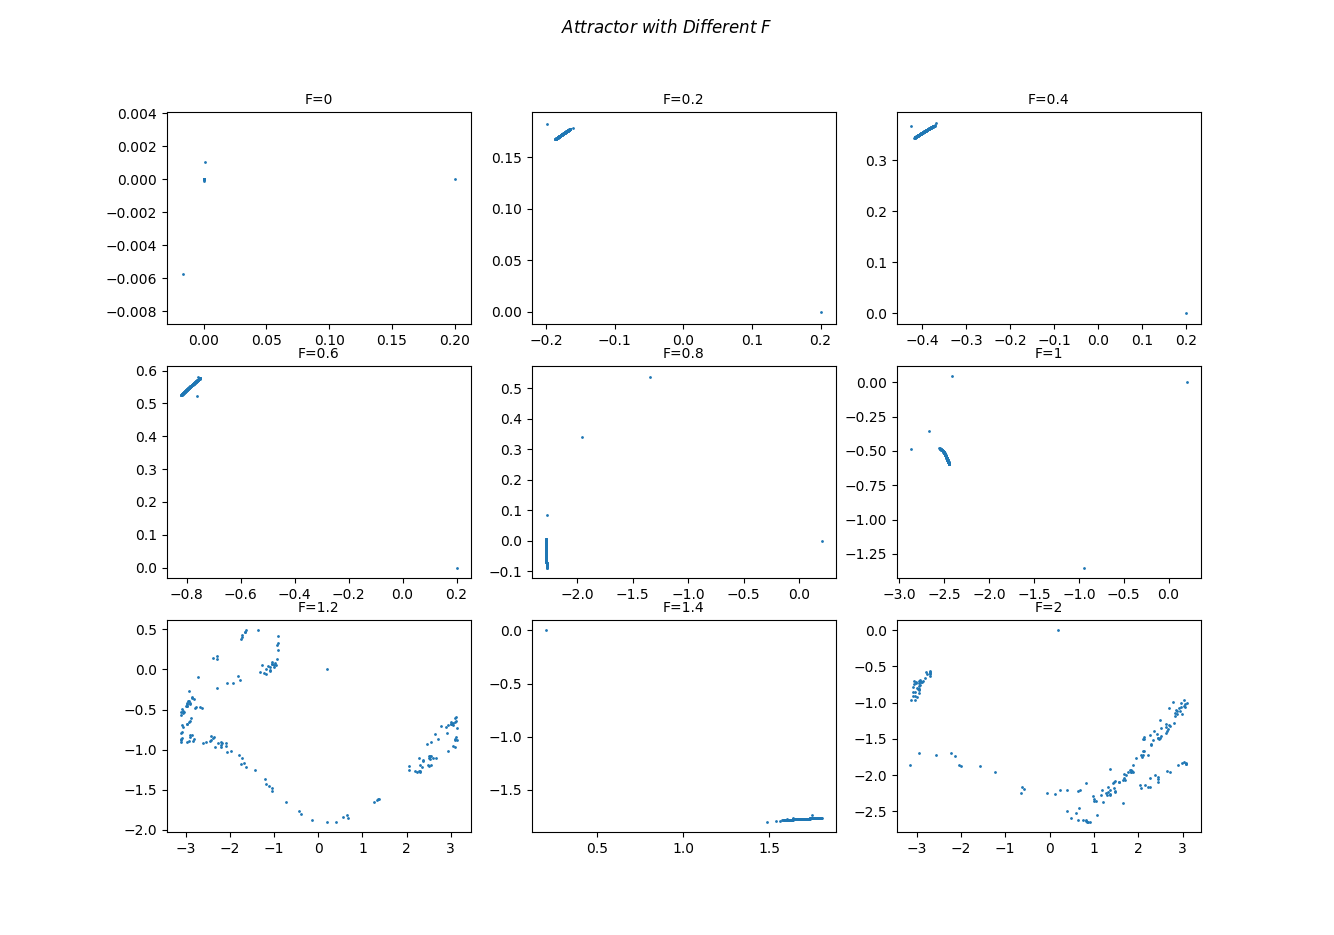 Attractor with Different F
F=0
F=0.2
F=0.4
0.004
0.002
0.000
−0.002
−0.004
−0.006
−0.008
0.15
0.10
0.05
0.00
0.3
0.2
0.1
0.0
0.00 0.05 0.10 0.15 0.20
−0.2 −0.1 0.0 0.1 0.2
−0.4 −0.3 −0.2 −0.1 0.0 0.1 0.2
F=0.6
F=0.8
F=1
0.6
0.5
0.4
0.3
0.2
0.1
0.0
0.5
0.4
0.3
0.2
0.1
0.0
−0.1
0.00
−0.25
−0.50
−0.75
−1.00
−1.25
−0.8 −0.6 −0.4 −0.2 0.0 0.2
−2.0 −1.5 −1.0 −0.5 0.0
−3.0 −2.5 −2.0 −1.5 −1.0 −0.5 0.0
F=1.2
F=1.4
F=2
0.5
0.0
−0.5
−1.0
−1.5
−2.0
0.0
−0.5
−1.0
−1.5
0.0
−0.5
−1.0
−1.5
−2.0
−2.5
−3 −2 −1 0 1 2 3
0.5 1.0 1.5
−3 −2 −1 0 1 2 3